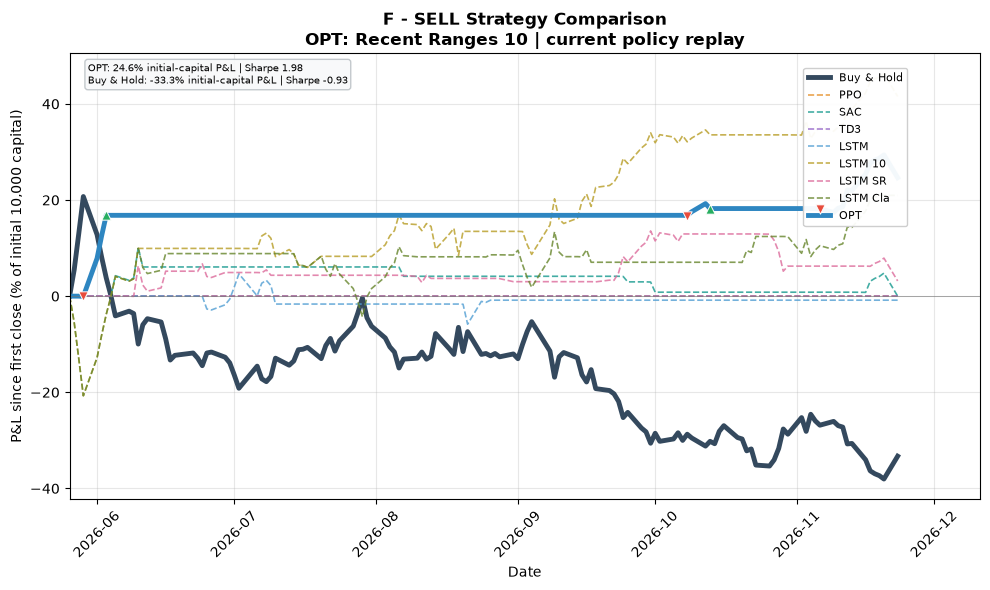 F - SELL Strategy Comparison
OPT: Recent Ranges 10 | current policy replay
OPT: 24.6% initial-capital P&L | Sharpe 1.98
Buy & Hold: -33.3% initial-capital P&L | Sharpe -0.93
Buy & Hold
PPO
SAC
TD3
LSTM
LSTM 10
LSTM SR
LSTM Cla
OPT
P&L since first close (% of initial 10,000 capital)
40
20
0
−20
−40
2026-06
2026-07
2026-08
2026-09
2026-10
2026-11
2026-12
Date